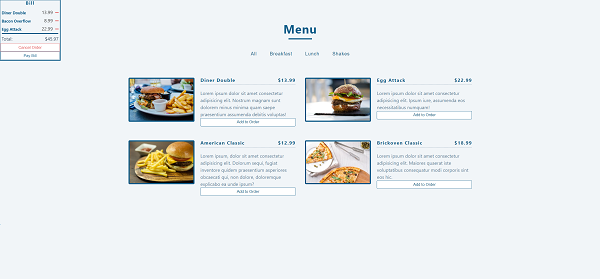 Bill
Diner Double 13.99 —
Bacon Overflow 8.99 —
Egg Attack 22.99 —
Total: $45.97
Cancel Order
Pay Bill
Menu
All Breakfast Lunch Shakes
Diner Double $13.99
Lorem ipsum dolor sit amet consectetur
adipisicing elit. Nostrum magnam sunt
dolorem minus minima quam saepe
praesentium assumenda debitis voluptas!
Add to Order
Egg Attack $22.99
Lorem ipsum dolor sit amet consectetur
adipisicing elit. Ipsum iure, assumenda eos
necessitatibus numquam!
Add to Order
American Classic $12.99
Lorem ipsum dolor sit amet consectetur
adipisicing elit. Dolorum sequi, fugiat
inventore quidem praesentium asperiores
obcaecati qui, non dolore, doloremque
explicabo ea unde ipsum?
Add to Order
Brickoven Classic $18.99
Lorem ipsum dolor sit amet consectetur
adipisicing elit. Maiores quaerat iste
voluptatibus consequatur modi corporis sint
eos hic.
Add to Order